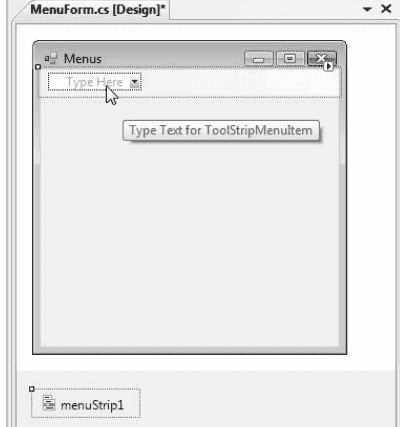 MenuForm.cs [Design]*
Menus
Type Here
Type Text for ToolStripMenuItem
menuStrip1